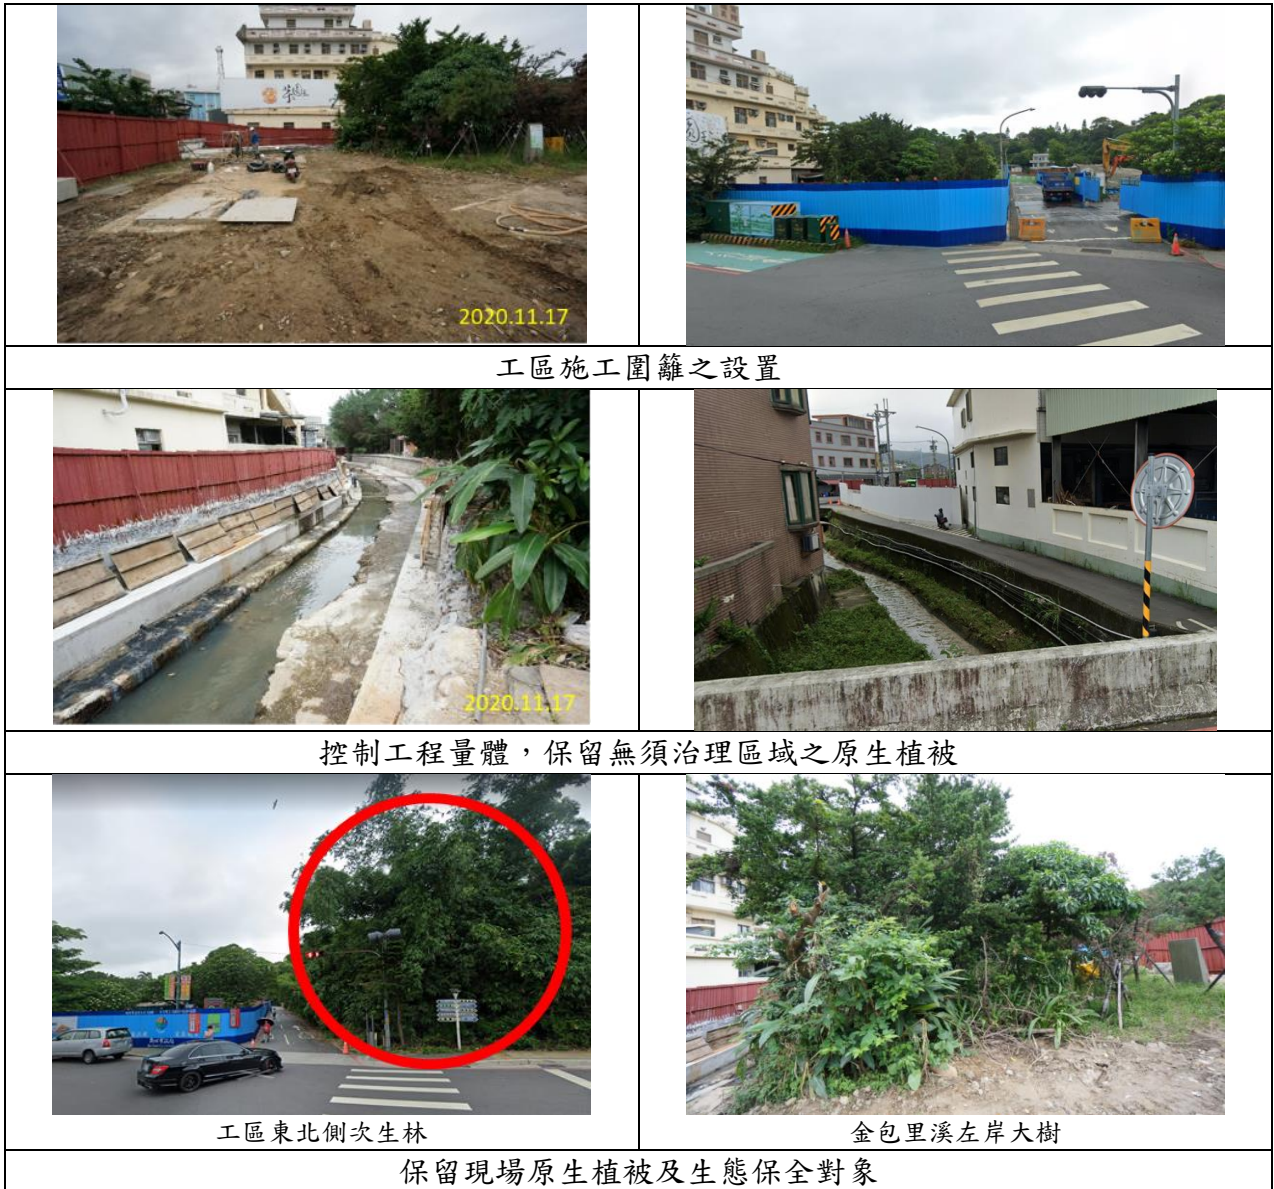 2020.11.17
工區施工圍籬之設置
2020.11.17
控制工程量體，保留無須治理區域之原生植被
工區東北側次生林
金包里溪左岸大樹
保留現場原生植被及生態保全對象